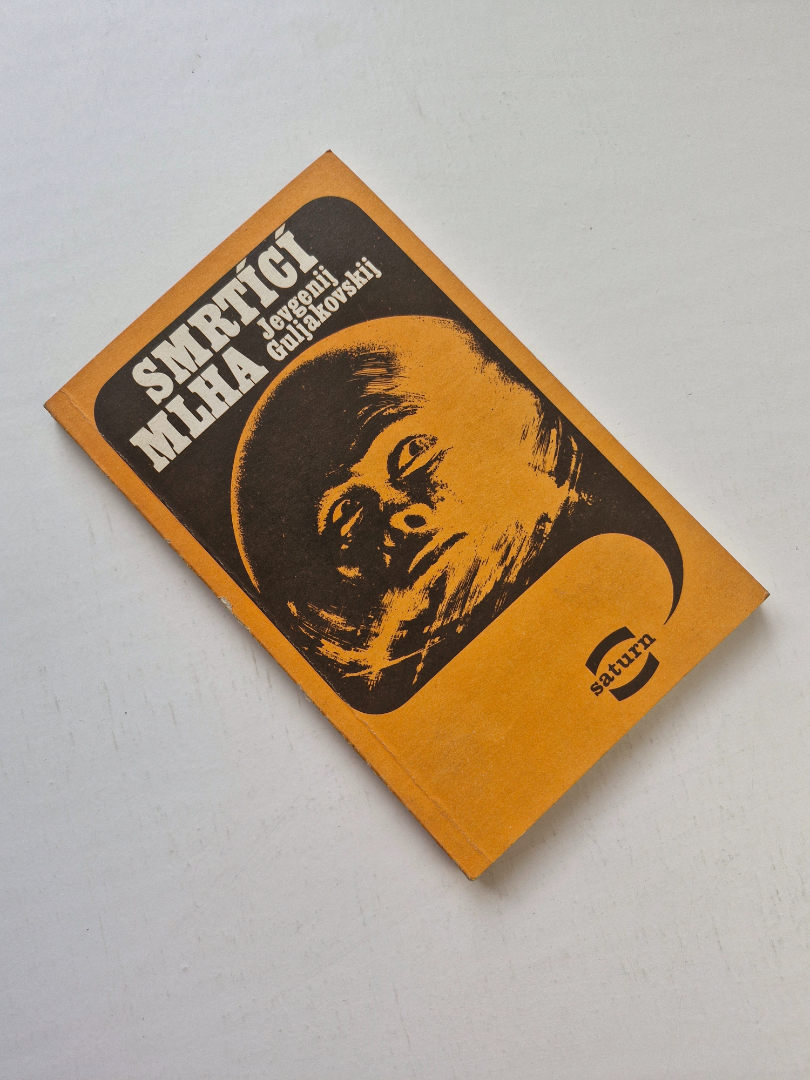 SMRTÍCÍ
MLHA
Jevgenij
Guljakovskij
saturn